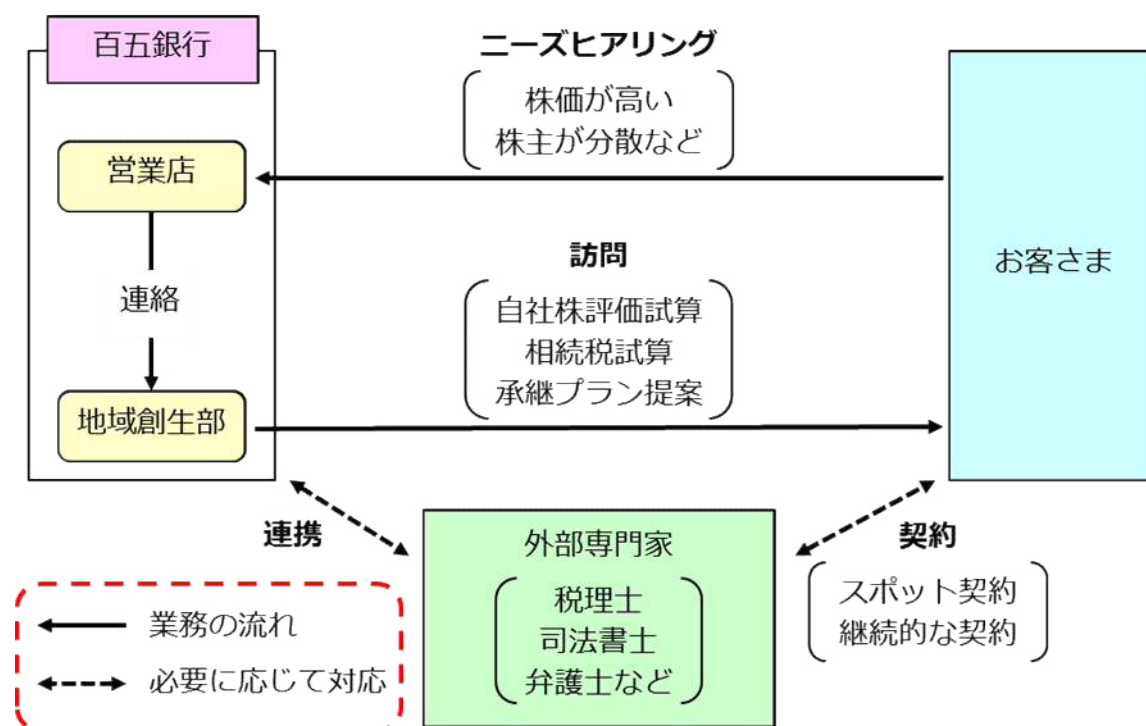 百五銀行
ニーズヒアリング
株価が高い
株主が分散など
営業店
連絡
地域創生部
訪問
自社株評価試算
相続税試算
承継プラン提案
お客さま
連携
外部専門家
税理士
司法書士
弁護士など
契約
スポット契約
継続的な契約
業務の流れ
必要に応じて対応